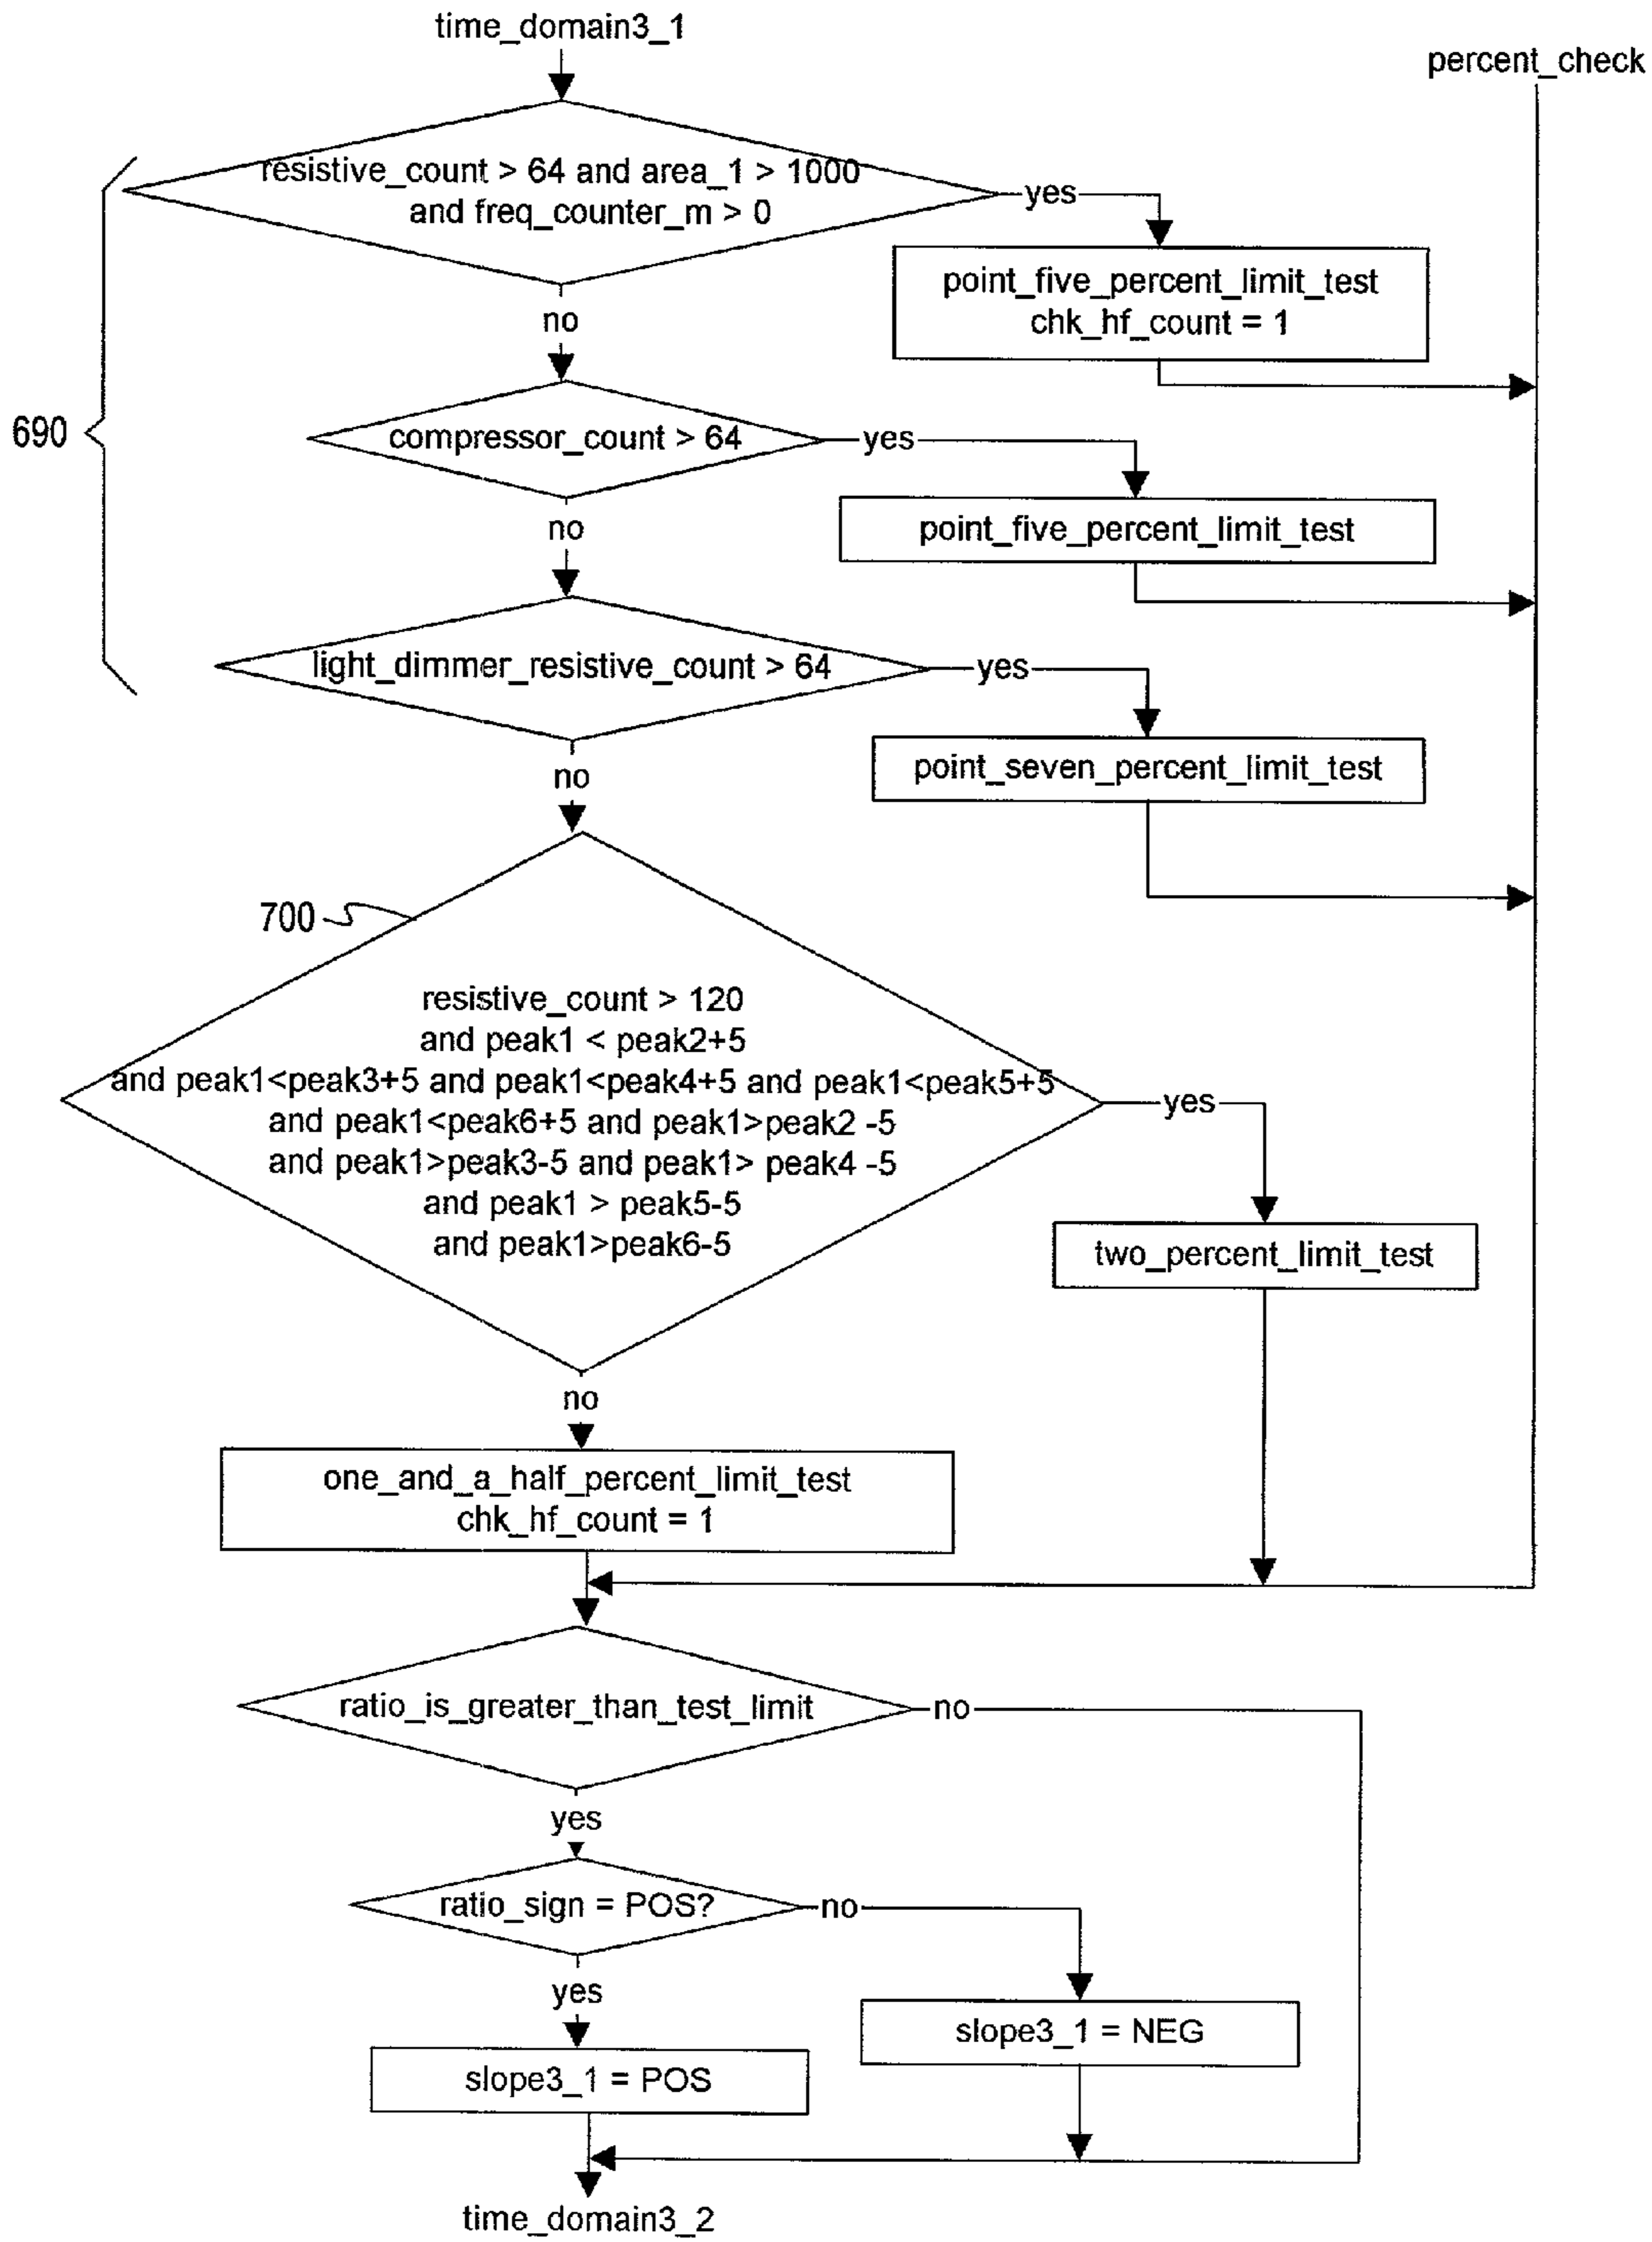 time_domain3_1
percent_check
resistive_count > 64 and area_1 > 1000
and freq_counter_m > 0
yes
point_five_percent_limit_test
chk_hf_count = 1
no
690
compressor_count > 64
yes
point_five_percent_limit_test
no
light_dimmer_resistive_count > 64
yes
point_seven_percent_limit_test
no
700
resistive_count > 120
and peak1 < peak2+5
and peak1<peak3+5 and peak1<peak4+5 and peak1<peak5+5
and peak1<peak6+5 and peak1>peak2 -5
and peak1>peak3-5 and peak1> peak4 -5
and peak1 > peak5-5
and peak1>peak6-5
yes
two_percent_limit_test
no
one_and_a_half_percent_limit_test
chk_hf_count = 1
ratio_is_greater_than_test_limit
no
yes
ratio_sign = POS?
no
yes
slope3_1 = NEG
slope3_1 = POS
time_domain3_2